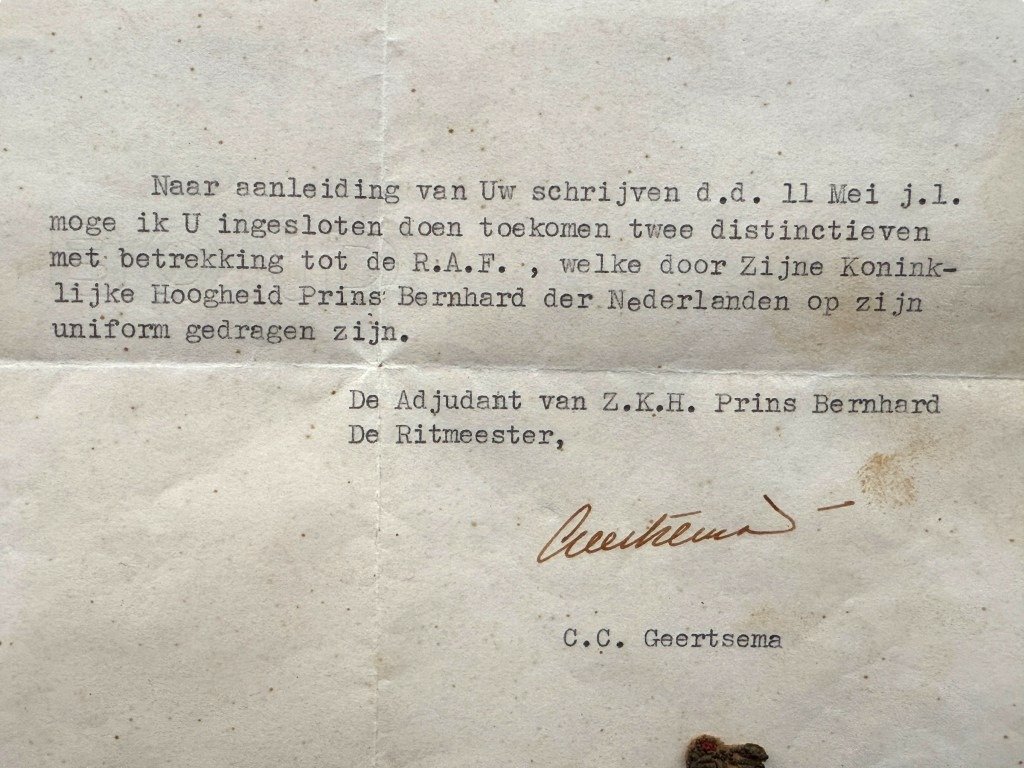 Naar aanleiding van Uw schrijven d.d. 11 Mei j.l.
moge ik U ingesloten doen toekomen twee distinctieven
met betrekking tot de R.A.F. , welke door Zijne Konink-
lijke Hoogheid Prins Bernhard der Nederlanden op zijn
uniform gedragen zijn.
De Adjudant van Z.K.H. Prins Bernhard
De Ritmeester,
Geertsema
C.C. Geertsema